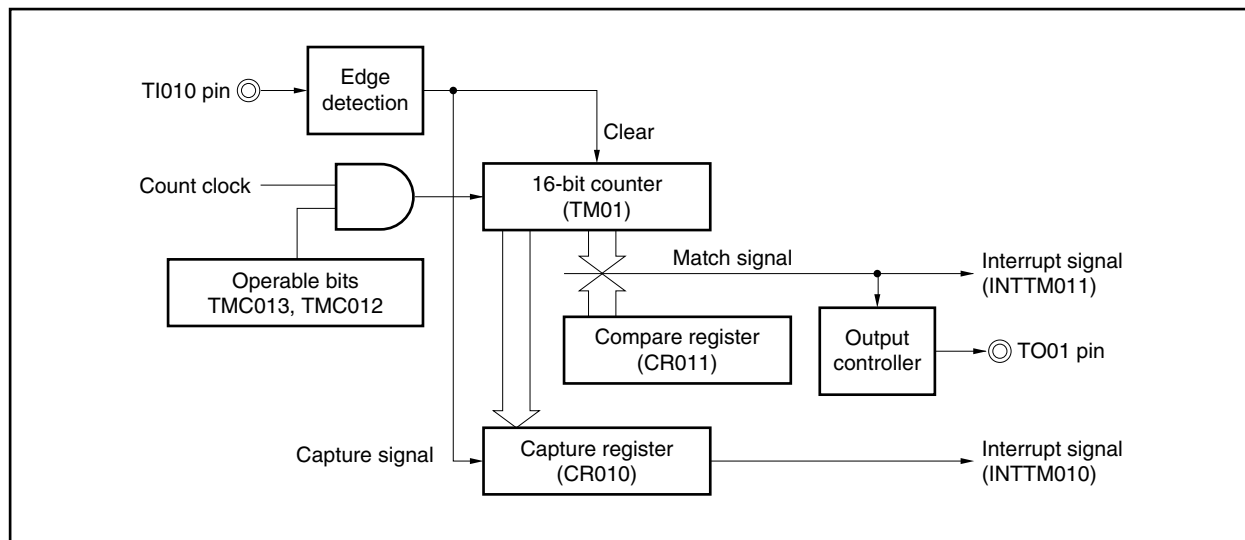 TI010 pin
Edge
detection
Clear
Count clock
16-bit counter
(TM01)
Operable bits
TMC013, TMC012
Match signal
Interrupt signal
(INTTM011)
Compare register
(CR011)
Output
controller
TO01 pin
Capture signal
Capture register
(CR010)
Interrupt signal
(INTTM010)